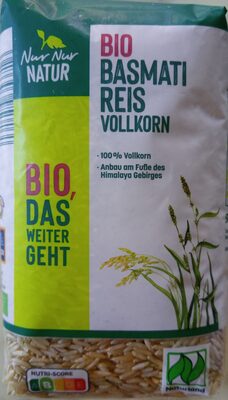 Nur Nur
NATUR
BIO
BASMATI
REIS
VOLLKORN
· 100% Vollkorn
· Anbau am Fuße des
Himalaya Gebirges
BIO,
DAS
WEITER
GEHT
NUTRI-SCORE
Naturland